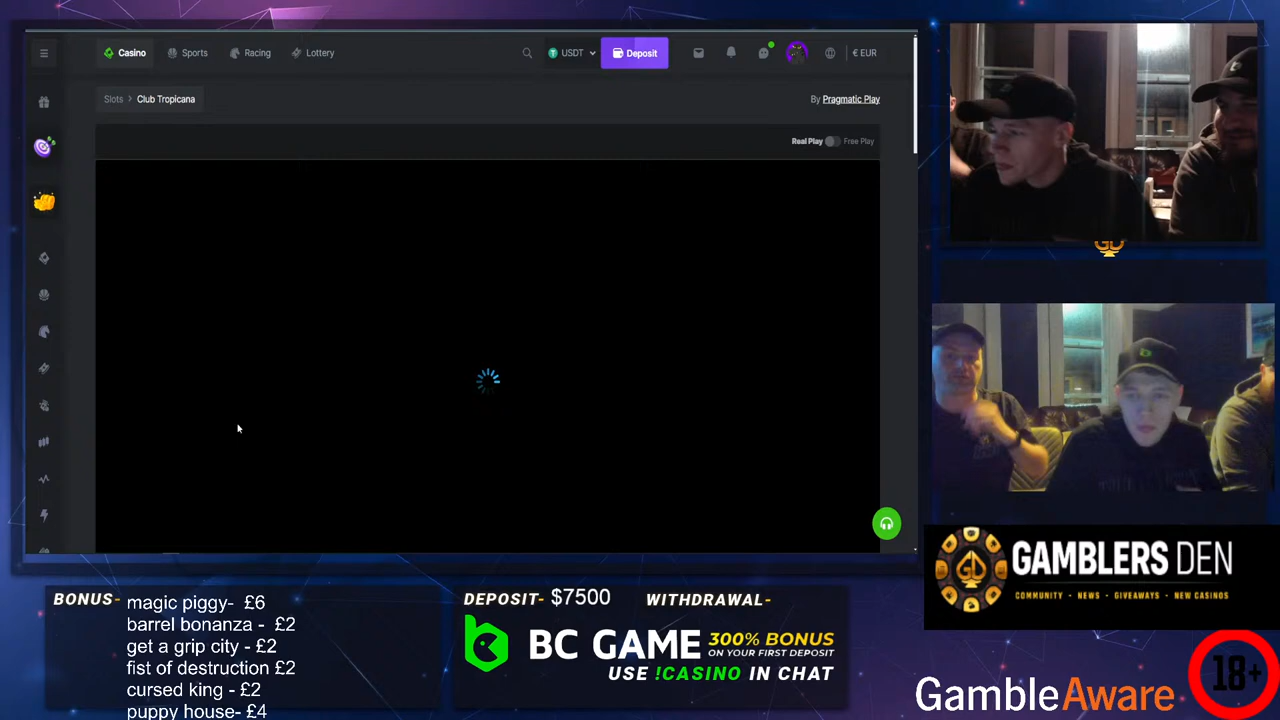 Casino
Sports
Racing
Lottery
USDT
Deposit
€ EUR
Slots > Club Tropicana
By Pragmatic Play
Real Play
Free Play
GD
GAMBLERS DEN
COMMUNITY - NEWS - GIVEAWAYS - NEW CASINOS
BONUS-
magic piggy- £6
barrel bonanza - £2
get a grip city - £2
fist of destruction £2
cursed king - £2
puppy house- £4
DEPOSIT- $7500
WITHDRAWAL-
BC GAME
300% BONUS
ON YOUR FIRST DEPOSIT
USE !CASINO IN CHAT
GambleAware
18+